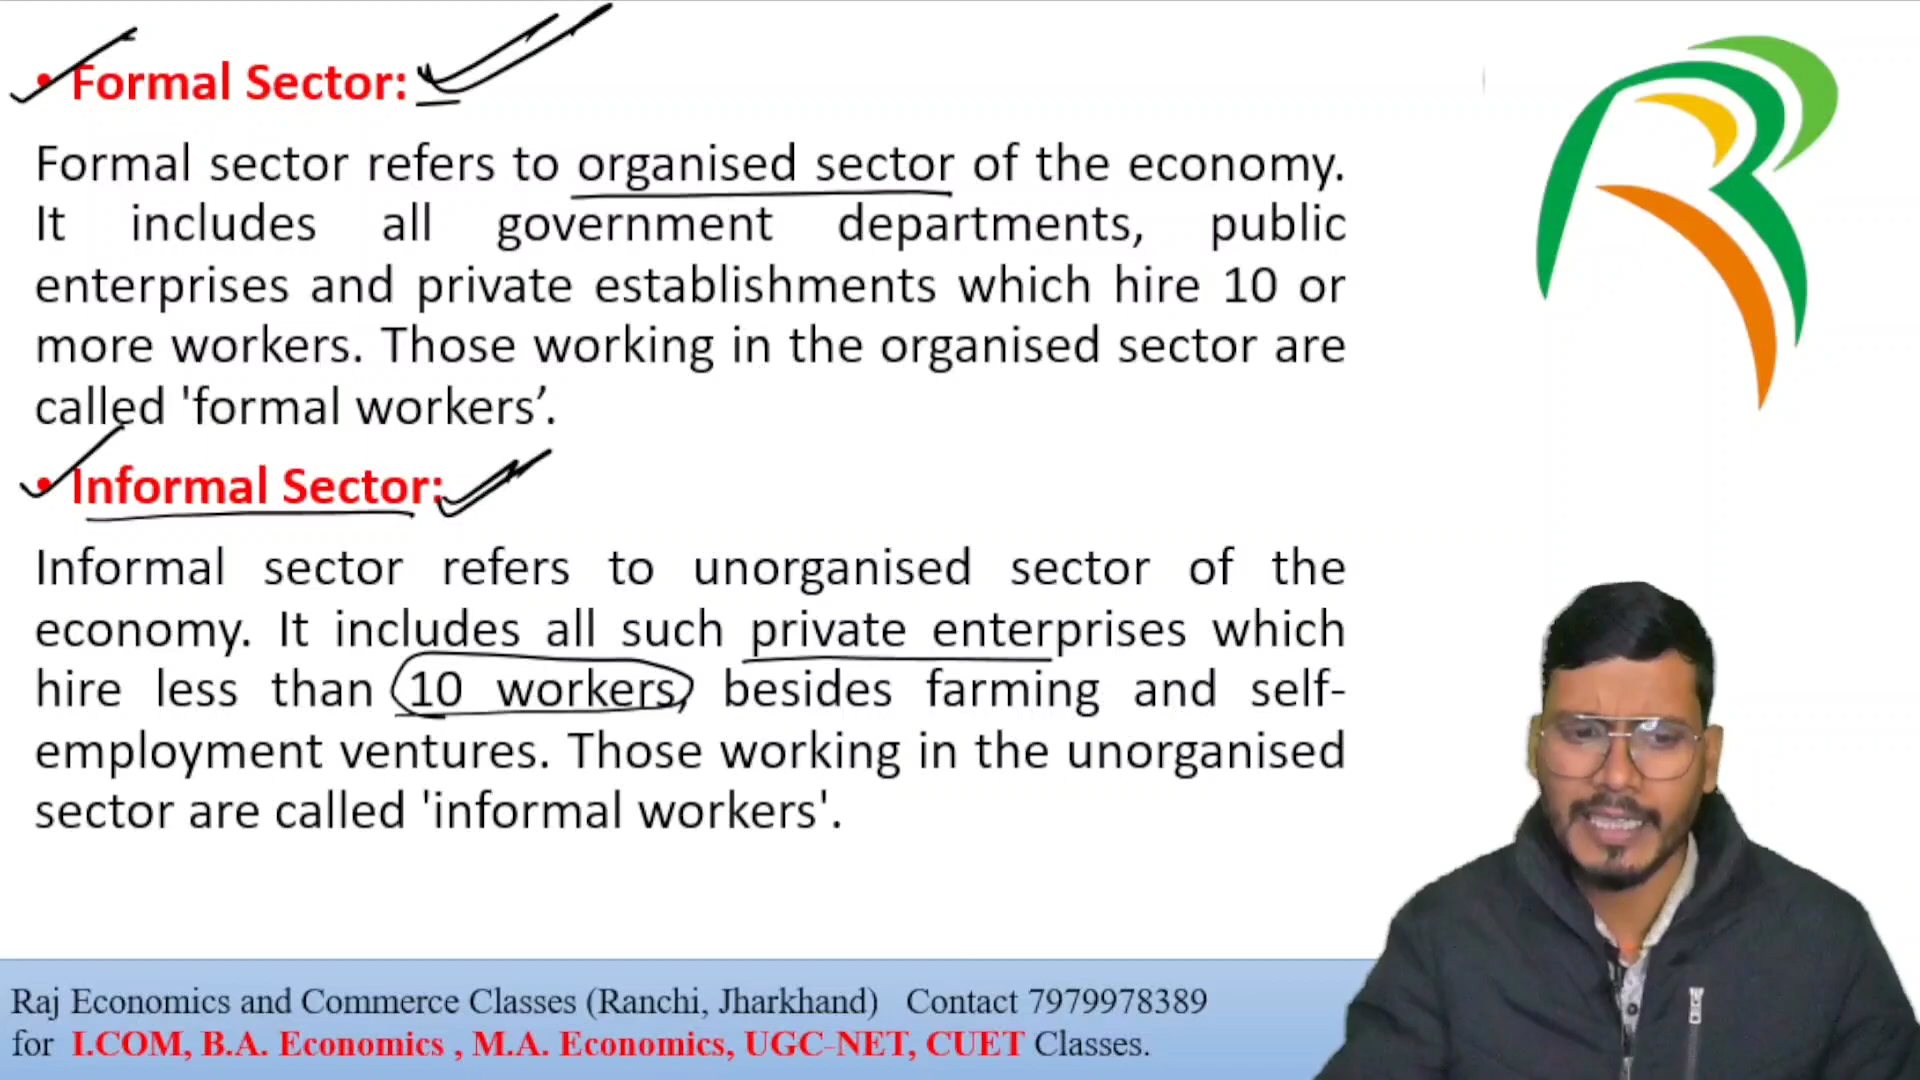 • Formal Sector:
Formal sector refers to organised sector of the economy.
It includes all government departments, public
enterprises and private establishments which hire 10 or
more workers. Those working in the organised sector are
called 'formal workers’.
• Informal Sector:
Informal sector refers to unorganised sector of the
economy. It includes all such private enterprises which
hire less than 10 workers, besides farming and self-
employment ventures. Those working in the unorganised
sector are called 'informal workers'.
Raj Economics and Commerce Classes (Ranchi, Jharkhand) Contact 7979978389
for I.COM, B.A. Economics , M.A. Economics, UGC-NET, CUET Classes.